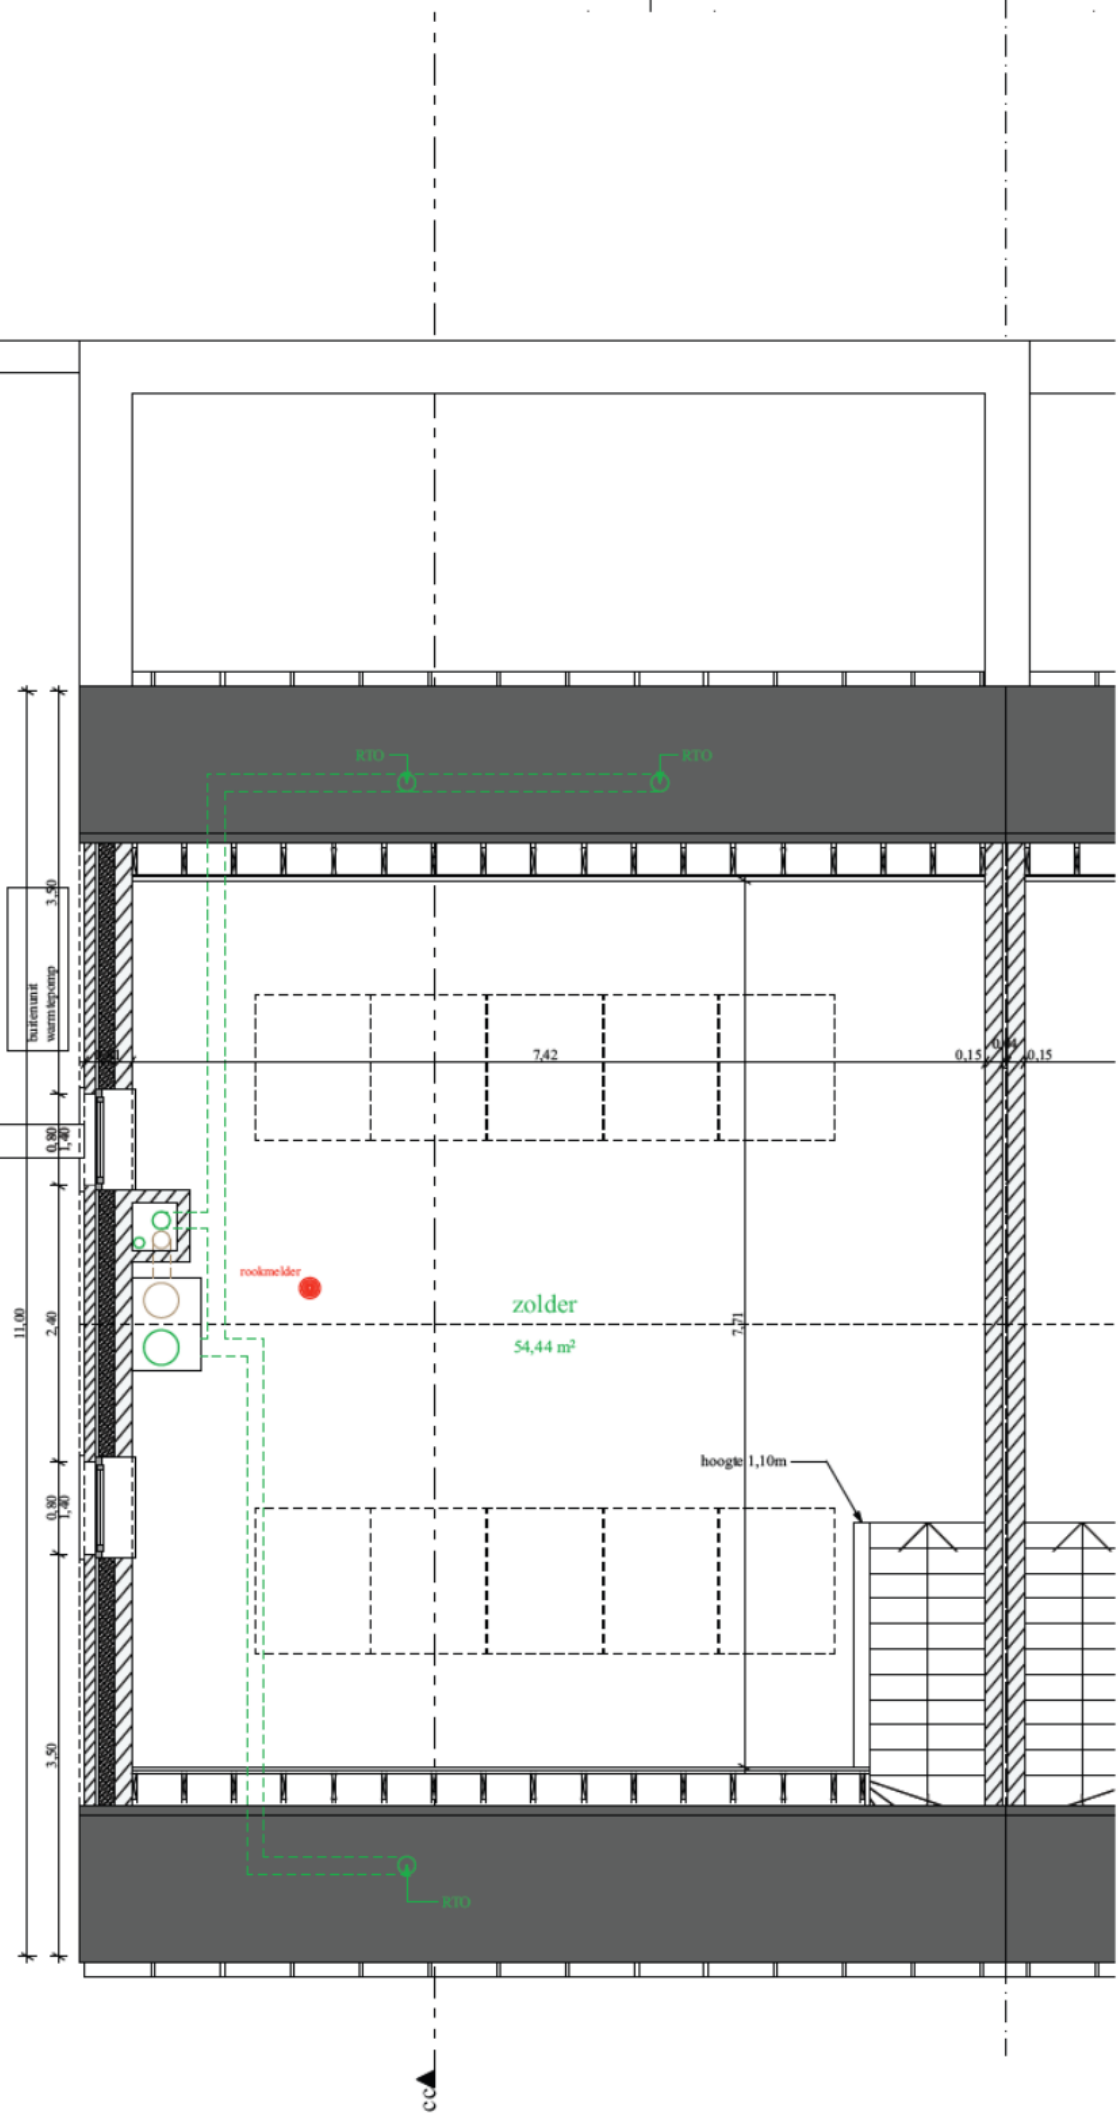 RTO
RTO
3,50
buitenunit
warmtepomp
7,42
0,15
0,15
0,80
1,40
rookmelder
zolder
54,44 m²
11,00
2,40
7,71
hoogte 1,10m
0,80
1,40
3,50
RTO
cc